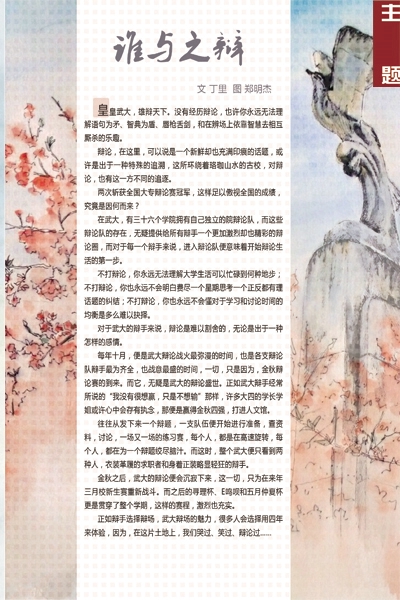 主
题
谁与之辩
文 丁里 图 郑明杰
皇皇武大，雄辩天下。没有经历辩论，也许你永远无法理
解语句为矛、智典为盾、唇枪舌剑，和在辨场上依靠智慧去相互
厮杀的乐趣。
辩论，在这里，可以说是一个新鲜却也充满印痕的话题，或
许是出于一种特殊的追溯，这所环绕着珞珈山水的古校，对辩
论，也有这一方不同的追逐。
两次斩获全国大专辩论赛冠军，这样足以傲视全国的成绩，
究竟是因何而来？
在武大，有三十六个学院拥有自己独立的院辩论队，而这些
辩论队的存在，无疑提供给所有辩手一个更加激烈却也精彩的辩
论圈，而对于每一个辩手来说，进入辩论队便意味着开始辩论生
活的第一步。
不打辩论，你永远无法理解大学生活可以忙碌到何种地步；
不打辩论，你也永远不会明白费尽一个星期思考一个正反都有理
话题的纠结；不打辩论，你也永远不会懂对于学习和讨论时间的
均衡是多么难以抉择。
对于武大的辩手来说，辩论是难以割舍的，无论是出于一种
怎样的感情。
每年十月，便是武大辩论战火最弥漫的时间，也是各支辩论
队辩手最为齐全，也战意最盛的时间，一切，只是因为，金秋辩
论赛的到来。而它，无疑是武大的辩论盛世。正如武大辩手经常
所说的“我没有很想赢，只是不想输”那样，许多大四的学长学
姐或许心中会存有执念，那便是赢得金秋四强，打进人文馆。
往往从发下来一个辩题，一支队伍便开始进行准备，查资
料，讨论，一场又一场的练习赛，每个人，都是在高速旋转，每
个人，都在为一个辩题绞尽脑汁。而这时，整个武大便只看到两
种人，衣装革履的求职者和身着正装略显轻狂的辩手。
金秋之后，武大的辩论便会沉寂下来，这一切，只为在来年
三月校新生赛重新战斗。而之后的寻理杯、E鸣呗和五月伸复杯
更是贯穿了整个学期，这样的赛程，激烈也充实。
正如辩手选择辩场，武大辩场的魅力，很多人会选择用四年
来体验，因为，在这片土地上，我们哭过、笑过、辩论过……